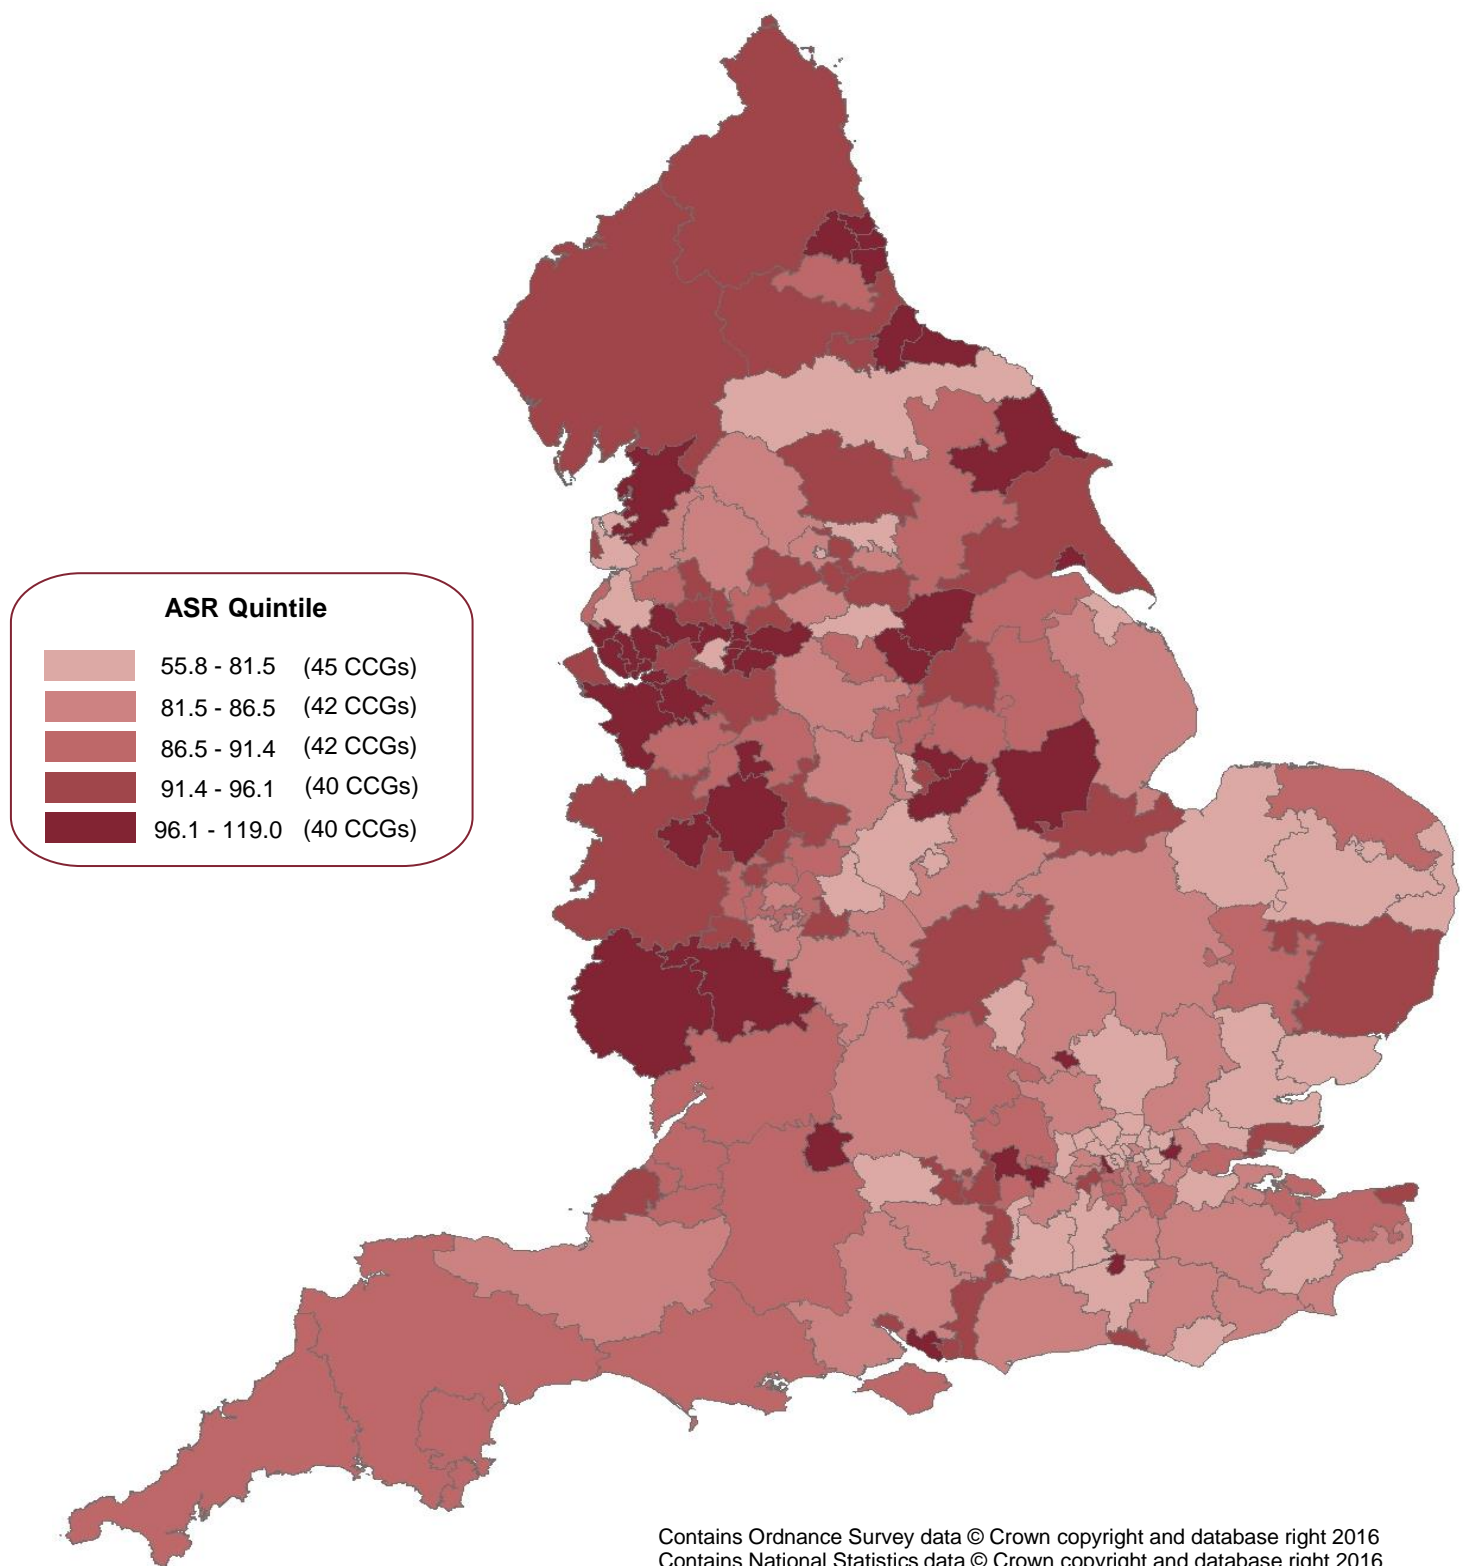 ASR Quintile
55.8 - 81.5 (45 CCGs)
81.5 - 86.5 (42 CCGs)
86.5 - 91.4 (42 CCGs)
91.4 - 96.1 (40 CCGs)
96.1 - 119.0 (40 CCGs)
Contains Ordnance Survey data © Crown copyright and database right 2016
Contains National Statistics data © Crown copyright and database right 2016